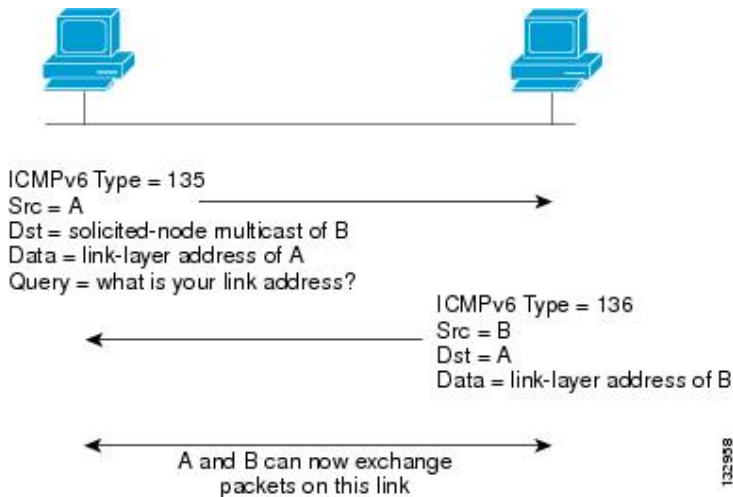 ICMPv6 Type = 135
Src = A
Dst = solicited-node multicast of B
Data = link-layer address of A
Query = what is your link address?
ICMPv6 Type = 136
Src = B
Dst = A
Data = link-layer address of B
A and B can now exchange
packets on this link
132958